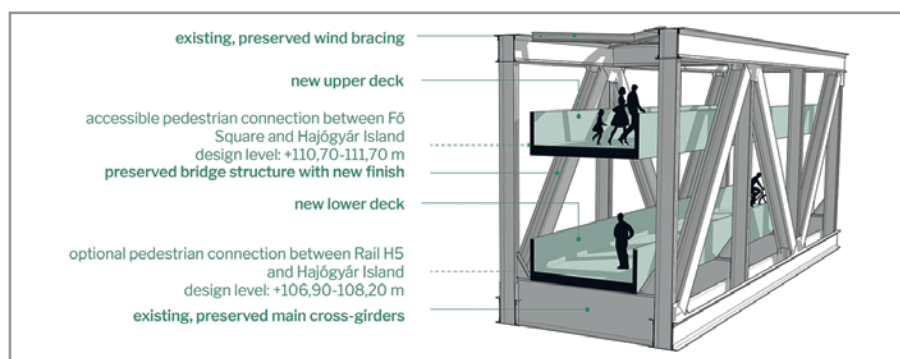 existing, preserved wind bracing
new upper deck
accessible pedestrian connection between Fő
Square and Hajógyár Island
design level: +110,70-111,70 m
preserved bridge structure with new finish
new lower deck
optional pedestrian connection between Rail H5
and Hajógyár Island
design level: +106,90-108,20 m
existing, preserved main cross-girders